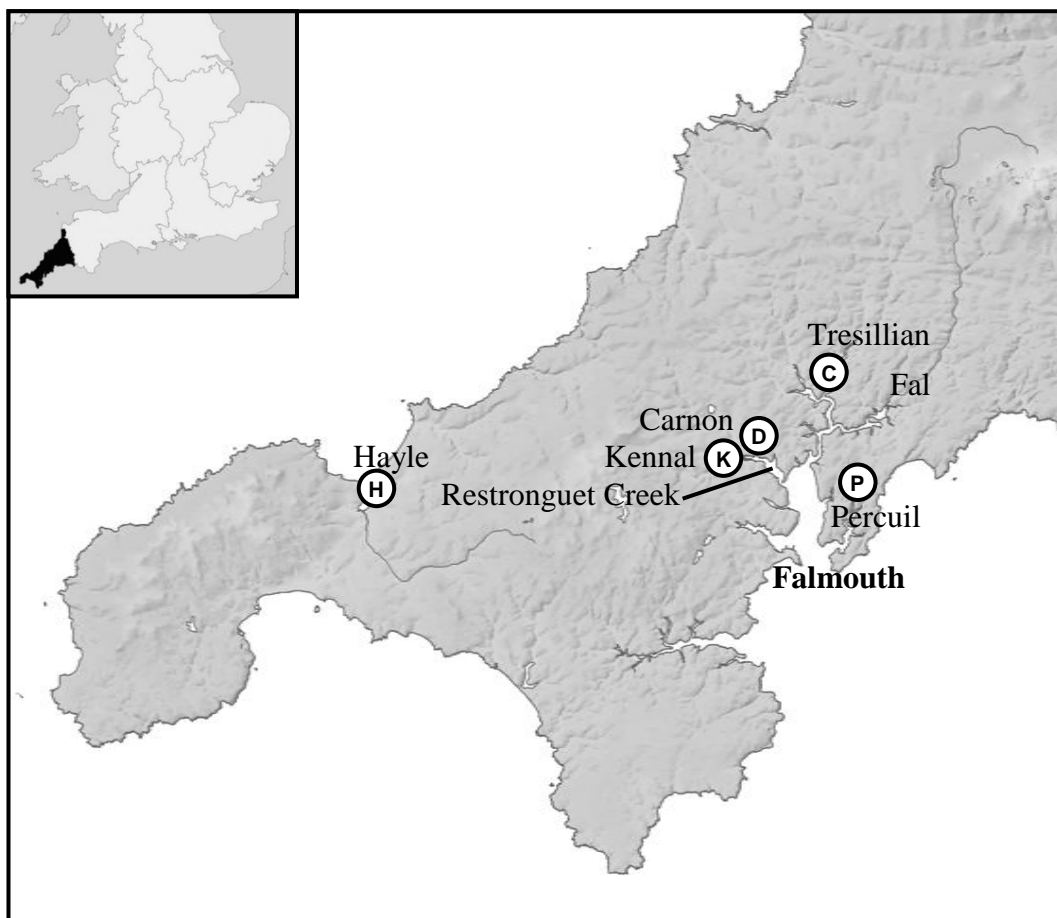 Tresillian
C
Fal
Carnon
D
Kennal
K
Hayle
H
Restronguet Creek
P
Percuil
Falmouth